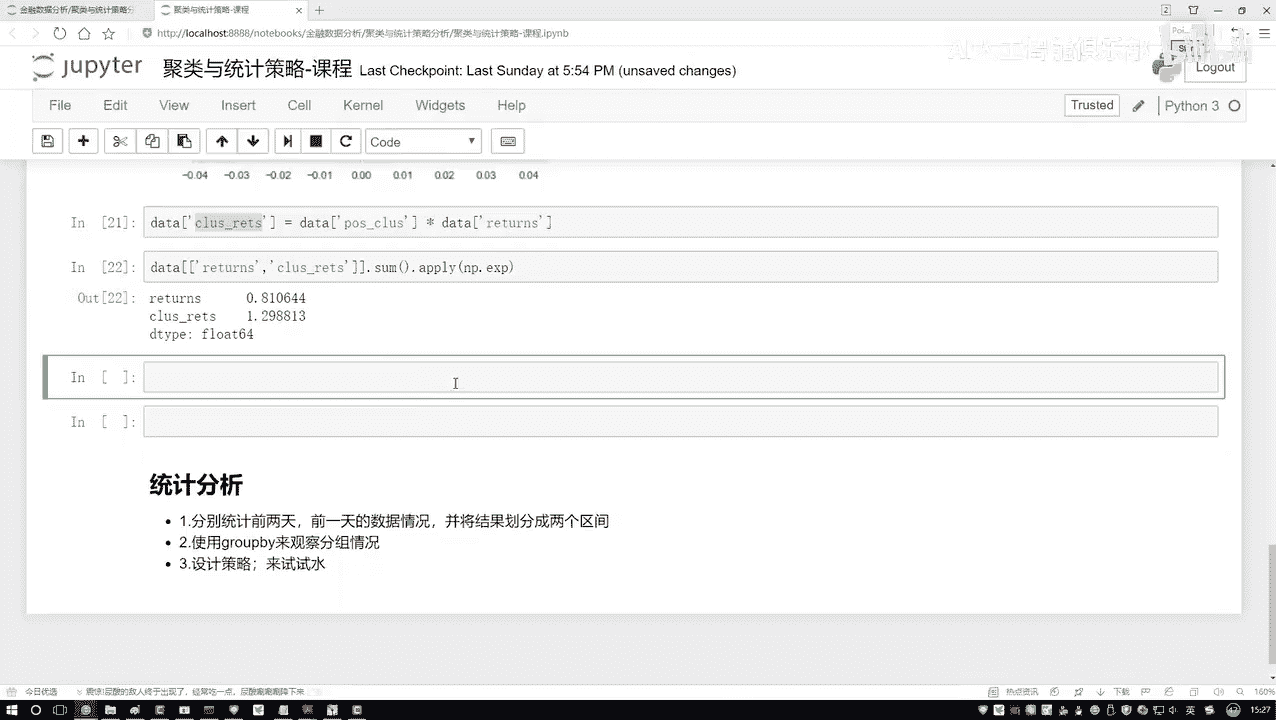 金融数据分析/聚类与统计策略分
聚类与统计策略-课程
http://localhost:8888/notebooks/金融数据分析/聚类与统计策略分析/聚类与统计策略-课程.ipynb
jupyter 聚类与统计策略-课程 Last Checkpoint: Last Sunday at 5:54 PM (unsaved changes)
Logout
File Edit View Insert Cell Kernel Widgets Help
Trusted
Python 3
Code
-0.04 -0.03 -0.02 -0.01 0.00 0.01 0.02 0.03 0.04
In [21]: data['clus_rets'] = data['pos_clus'] * data['returns']
In [22]: data[['returns','clus_rets']].sum().apply(np.exp)
Out[22]: returns 0.810644
clus_rets 1.298813
dtype: float64
In [ ]:
In [ ]:
统计分析
1.分别统计前两天，前一天的数据情况，并将结果划分成两个区间
2.使用groupby来观察分组情况
3.设计策略；来试试水
今日优选
热点资讯
下载
160%
英
15:27